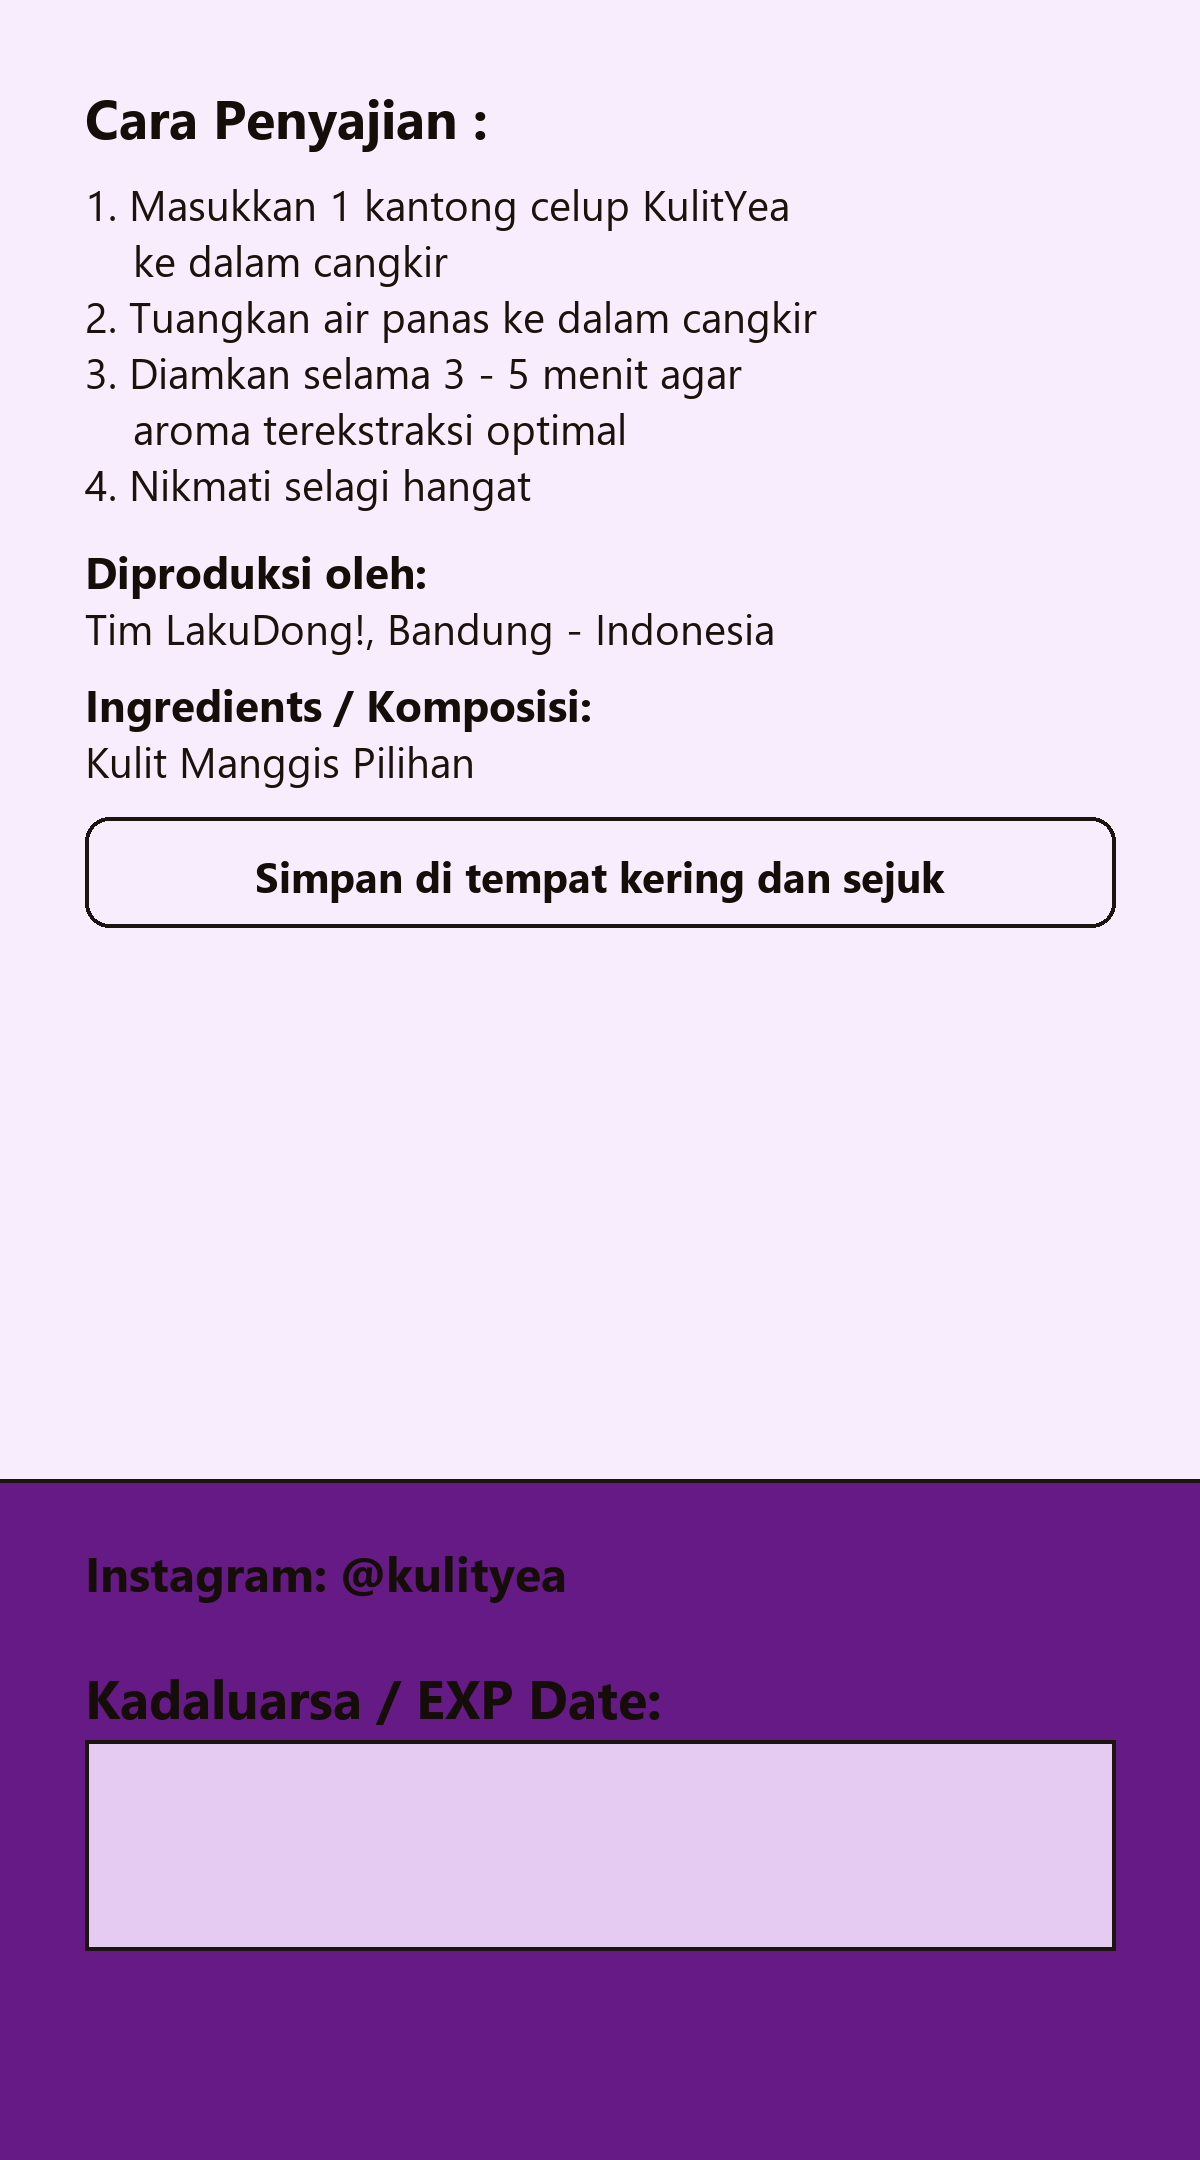 Cara Penyajian :
1. Masukkan 1 kantong celup KulitYea
ke dalam cangkir
2. Tuangkan air panas ke dalam cangkir
3. Diamkan selama 3 - 5 menit agar
aroma terekstraksi optimal
4. Nikmati selagi hangat
Diproduksi oleh:
Tim LakuDong!, Bandung - Indonesia
Ingredients / Komposisi:
Kulit Manggis Pilihan
Simpan di tempat kering dan sejuk
Instagram: @kulityea
Kadaluarsa / EXP Date: